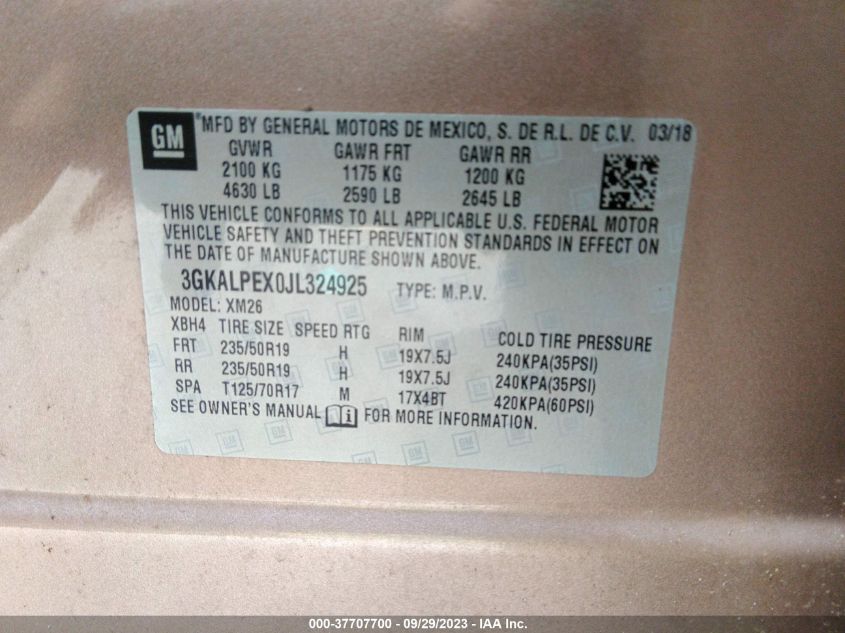 GM ®MFD BY GENERAL MOTORS DE MEXICO, S. DE R.L. DE C.V. 03/18
GVWR GAWR FRT GAWR RR
2100 KG 1175 KG 1200 KG
4630 LB 2590 LB 2645 LB
THIS VEHICLE CONFORMS TO ALL APPLICABLE U.S. FEDERAL MOTOR
VEHICLE SAFETY AND THEFT PREVENTION STANDARDS IN EFFECT ON
THE DATE OF MANUFACTURE SHOWN ABOVE.
3GKALPEX0JL324925 TYPE: M.P.V.
MODEL: XM26
XBH4 TIRE SIZE SPEED RTG RIM COLD TIRE PRESSURE
FRT 235/50R19 H 19X7.5J 240KPA(35PSI)
RR 235/50R19 H 19X7.5J 240KPA(35PSI)
SPA T125/70R17 M 17X4BT 420KPA(60PSI)
SEE OWNER'S MANUAL i FOR MORE INFORMATION.
000-37707700 - 09/29/2023 - IAA Inc.